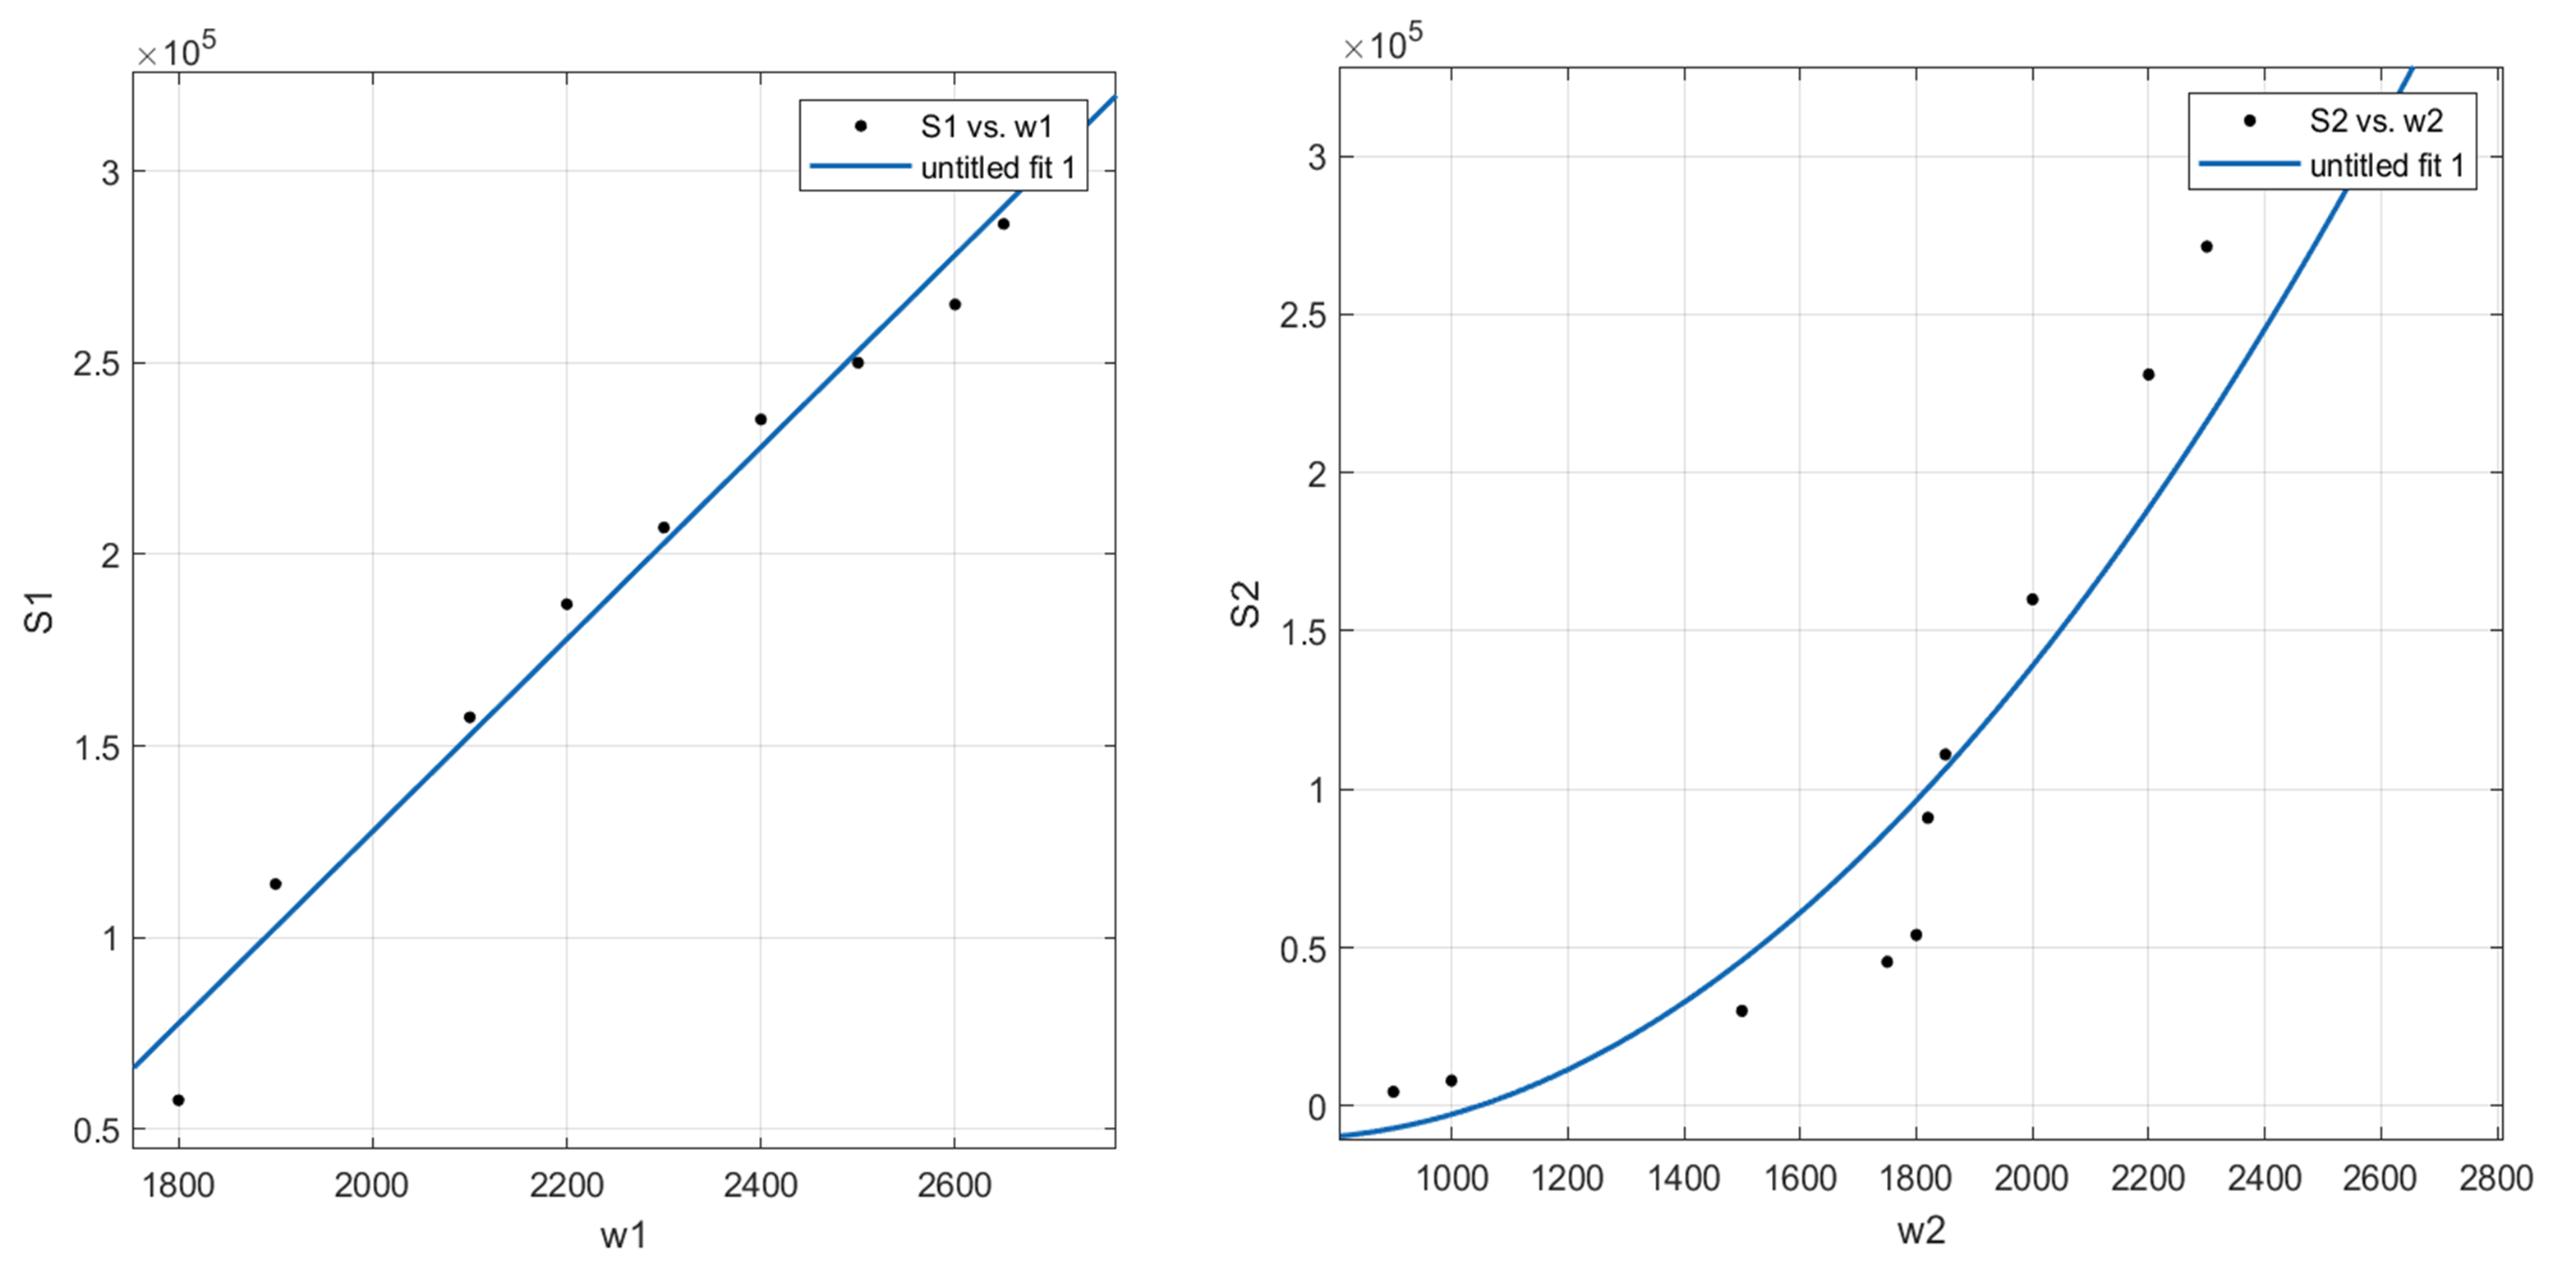 ×10^5
S1 vs. w1
untitled fit 1
3
2.5
2
1.5
1
0.5
S1
1800 2000 2200 2400 2600
w1
×10^5
S2 vs. w2
untitled fit 1
3
2.5
2
1.5
1
0.5
0
S2
1000 1200 1400 1600 1800 2000 2200 2400 2600 2800
w2